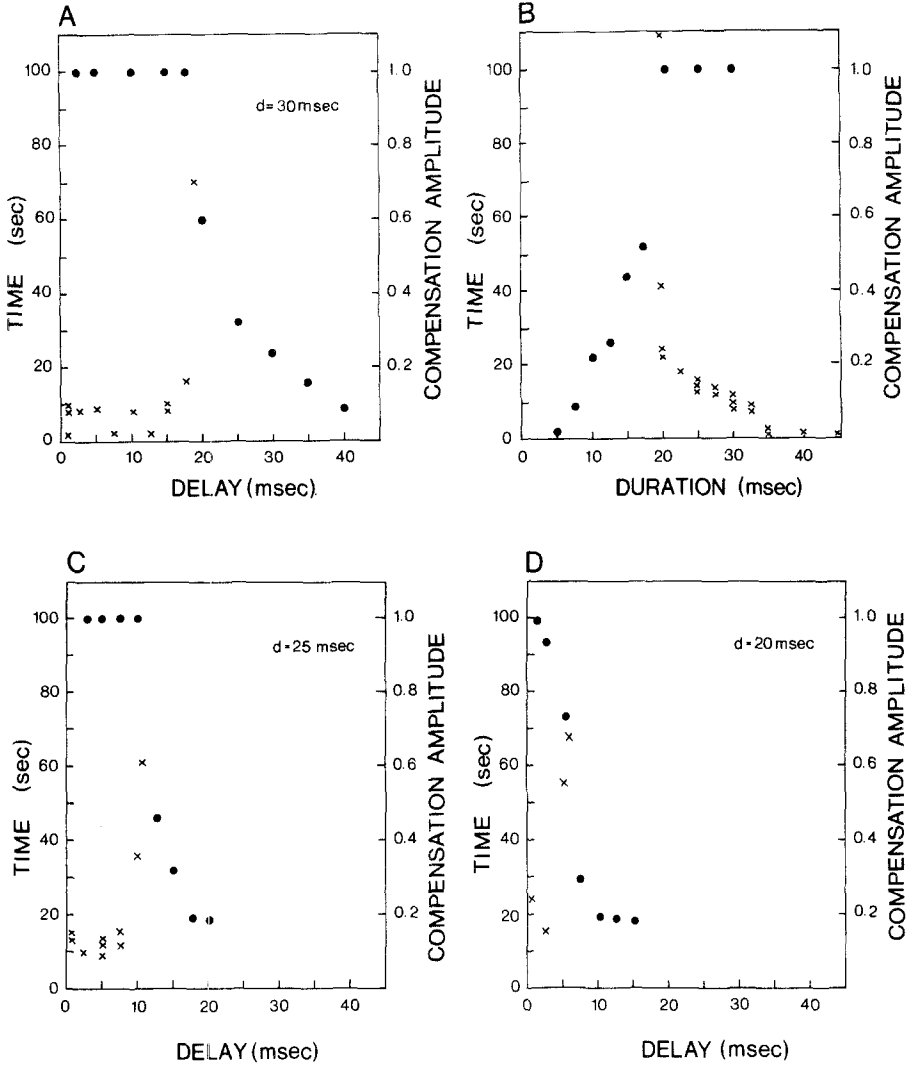 A
TIME (sec)
100
80
60
40
20
0
d=30 msec
1.0
0.8
0.6
0.4
0.2
COMPENSATION AMPLITUDE
0 10 20 30 40
DELAY (msec).
B
TIME (sec)
100
80
60
40
20
0
1.0
0.8
0.6
0.4
0.2
COMPENSATION AMPLITUDE
0 10 20 30 40
DURATION (msec)
C
TIME (sec)
100
80
60
40
20
0
d=25 msec
1.0
0.8
0.6
0.4
0.2
COMPENSATION AMPLITUDE
0 10 20 30 40
DELAY (msec)
D
TIME (sec)
100
80
60
40
20
0
d=20 msec
1.0
0.8
0.6
0.4
0.2
COMPENSATION AMPLITUDE
0 10 20 30 40
DELAY (msec)